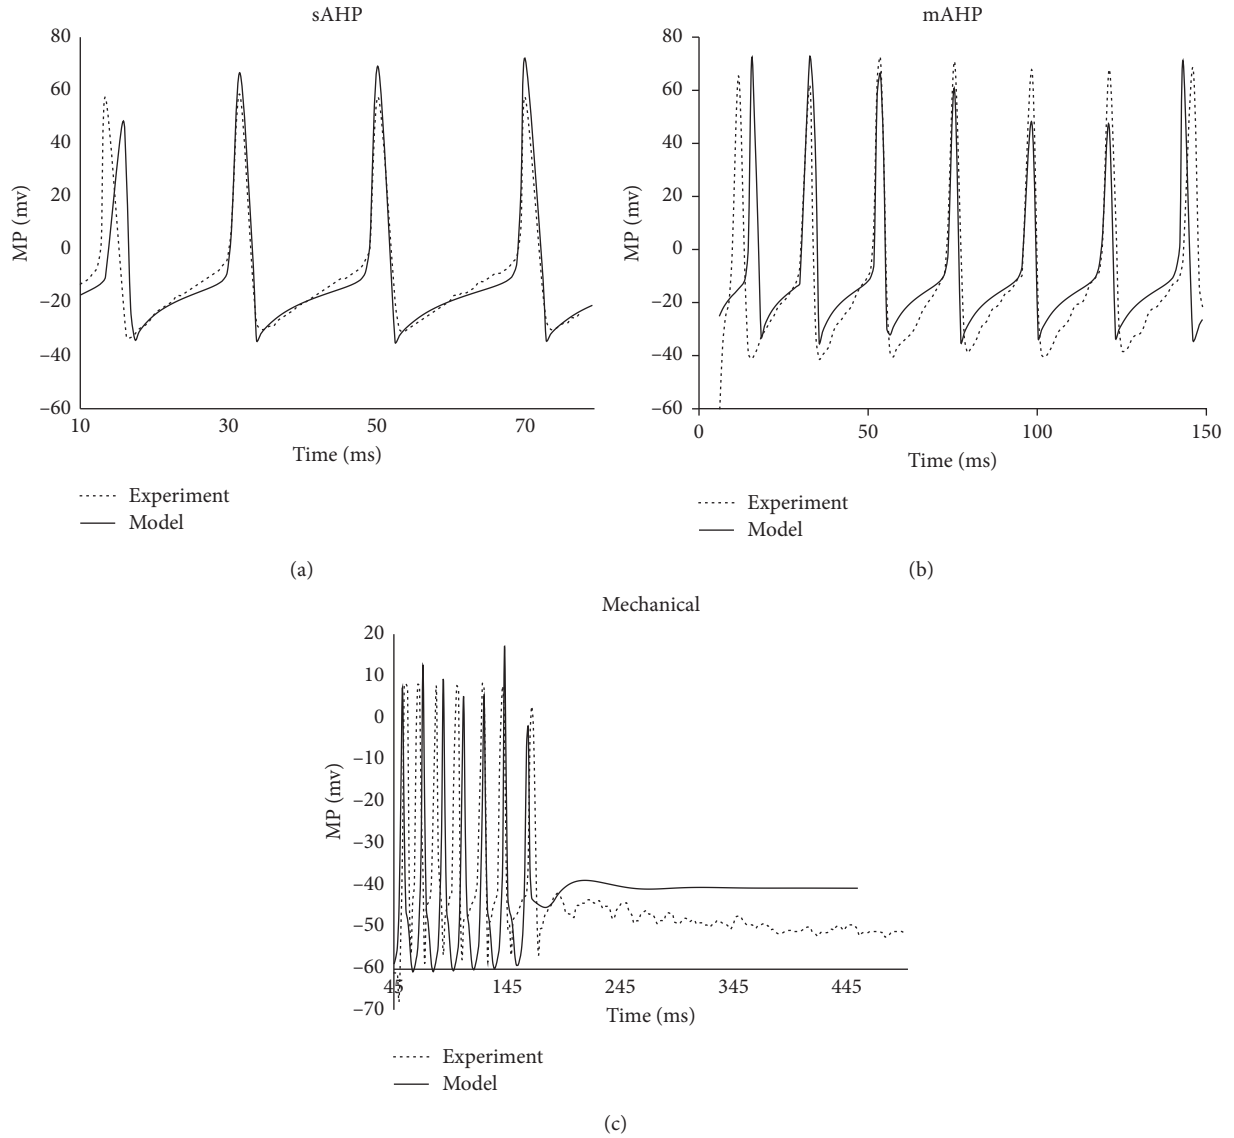 sAHP
80
60
40
20
0
–20
–40
–60
MP (mv)
10 30 50 70
Time (ms)
Experiment
Model
(a)
mAHP
80
60
40
20
0
–20
–40
–60
MP (mv)
0 50 100 150
Time (ms)
Experiment
Model
(b)
Mechanical
20
10
0
–10
–20
–30
–40
–50
–60
–70
MP (mv)
45 145 245 345 445
Time (ms)
Experiment
Model
(c)